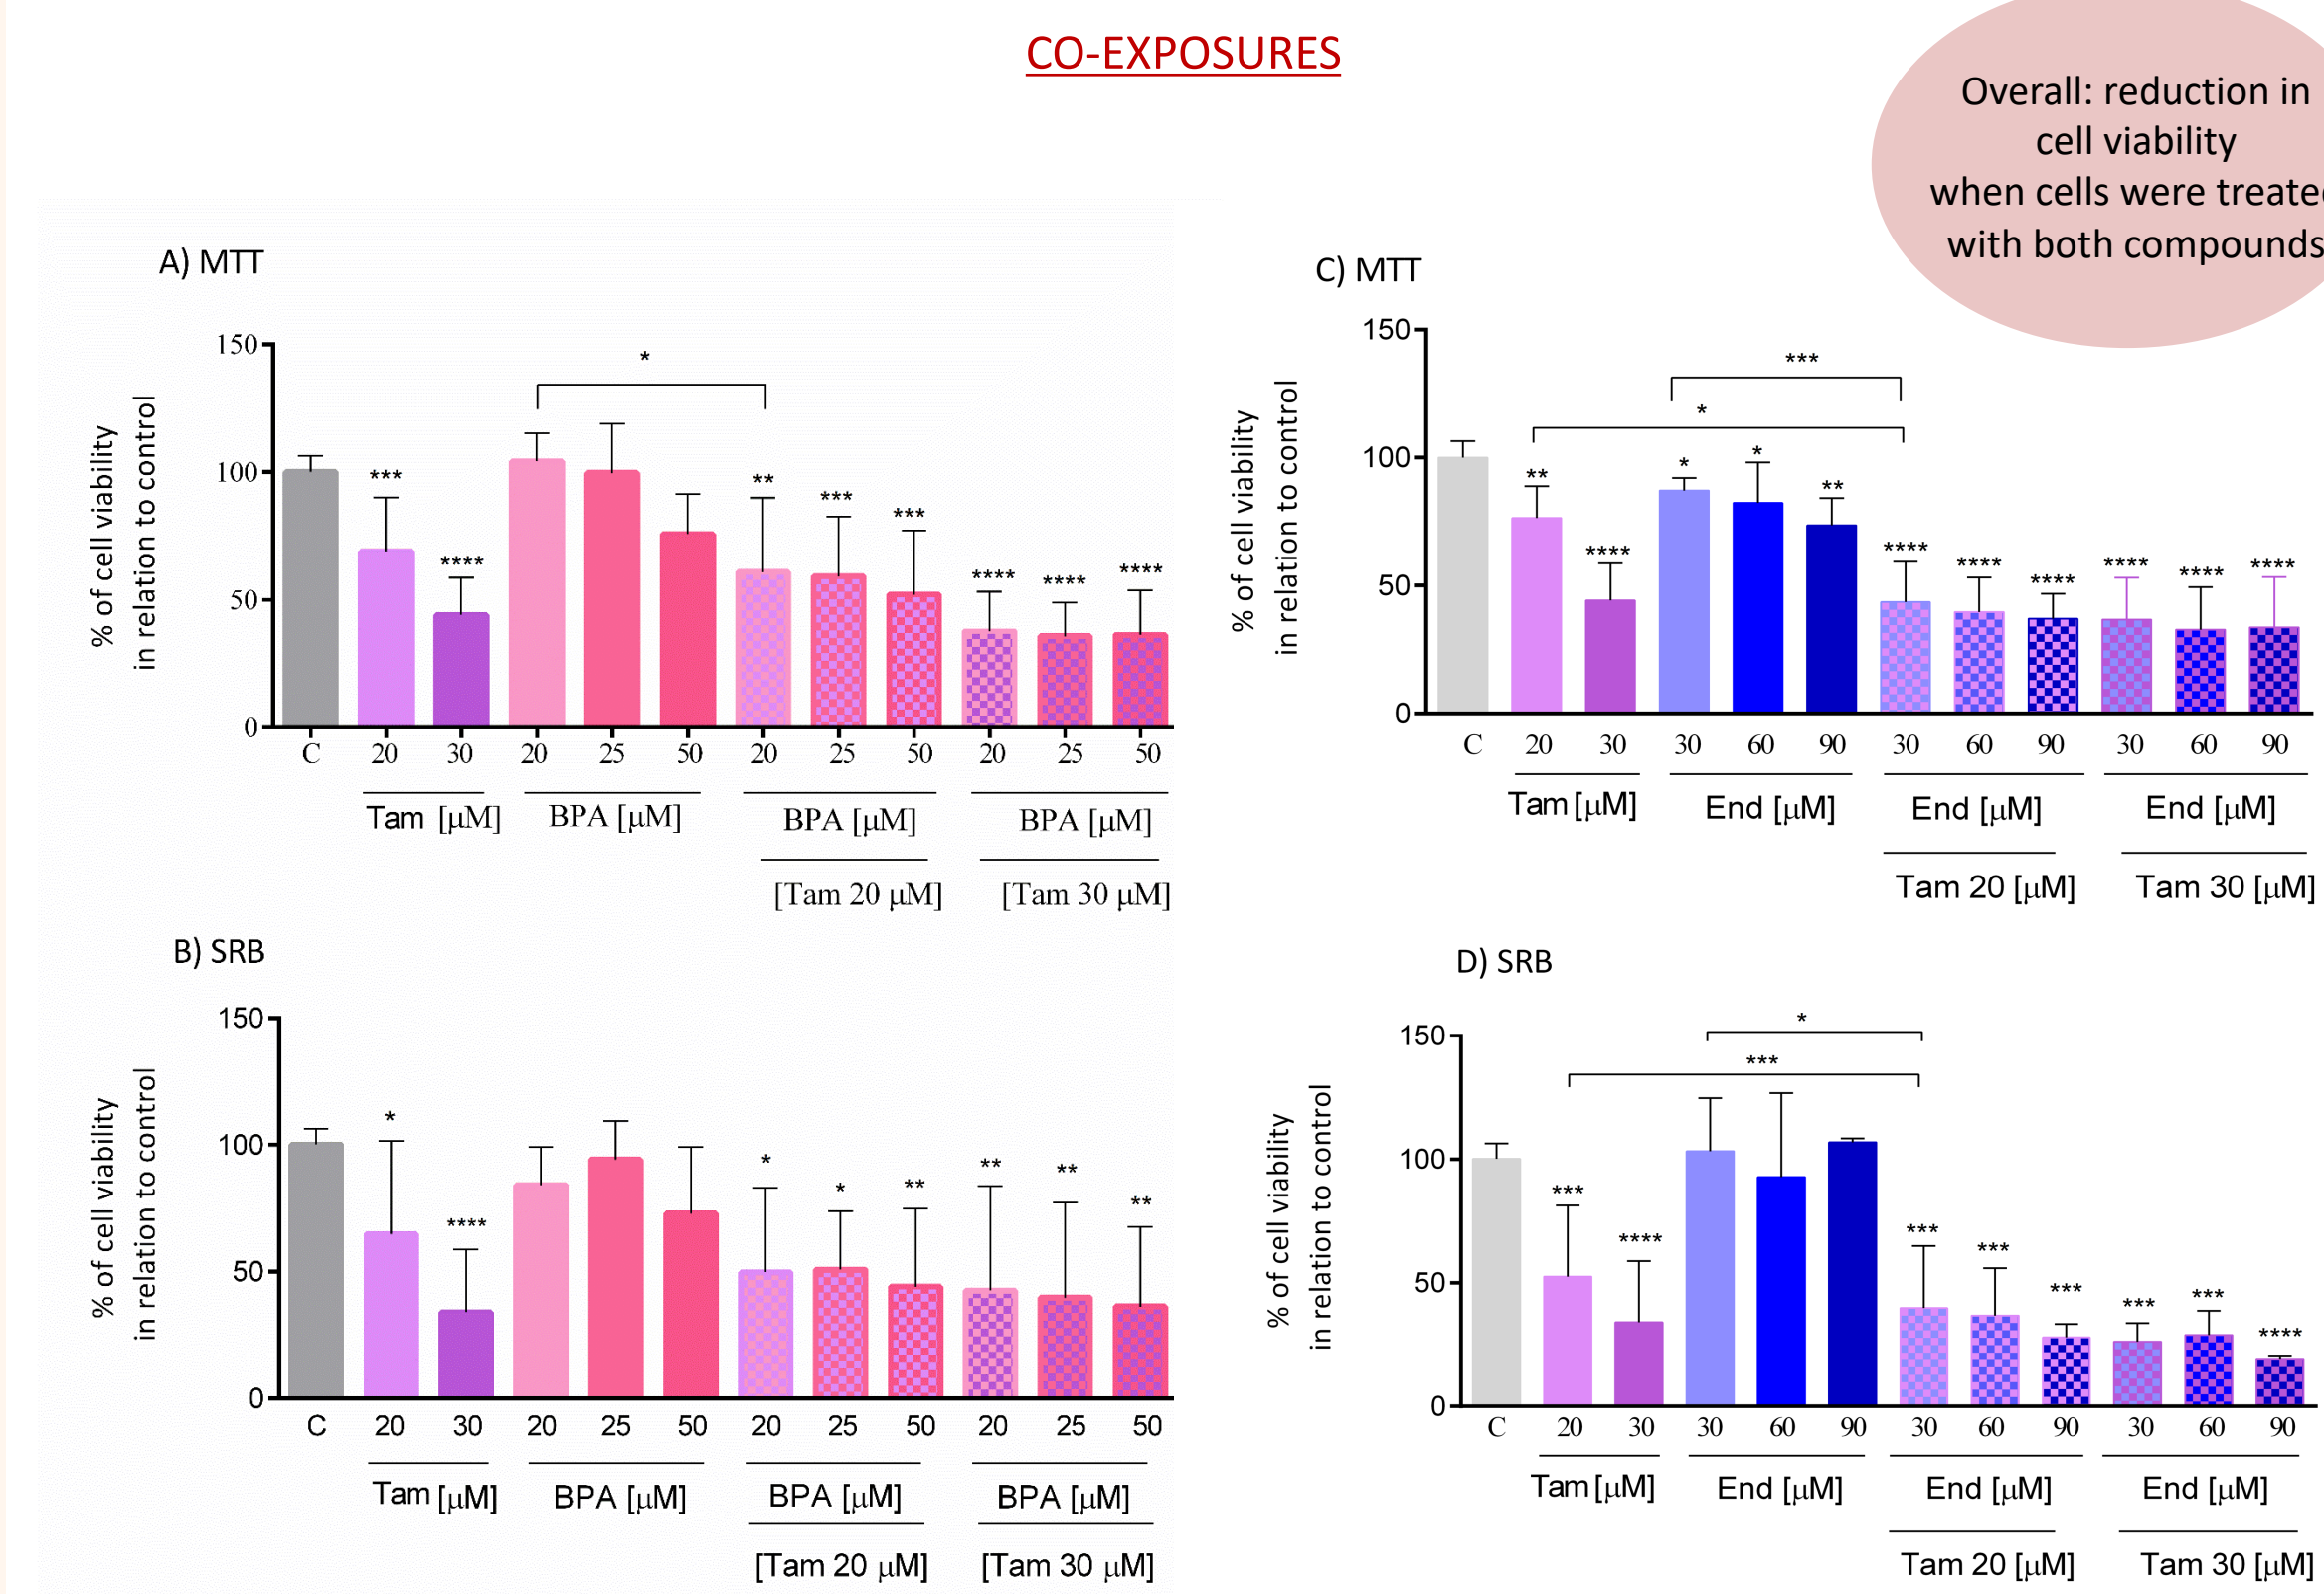 CO-EXPOSURES
Overall: reduction in
cell viability
when cells were treated
with both compounds
A) MTT
% of cell viability
in relation to control
150
100
50
0
*
***
****
**
***
***
****
****
****
C 20 30 20 25 50 20 25 50 20 25 50
Tam [μM] BPA [μM] BPA [μM] BPA [μM]
[Tam 20 μM] [Tam 30 μM]
B) SRB
% of cell viability
in relation to control
150
100
50
0
*
****
*
*
**
**
**
**
C 20 30 20 25 50 20 25 50 20 25 50
Tam [μM] BPA [μM] BPA [μM] BPA [μM]
[Tam 20 μM] [Tam 30 μM]
C) MTT
% of cell viability
in relation to control
150
100
50
0
***
*
**
****
*
*
**
****
****
****
****
****
****
C 20 30 30 60 90 30 60 90 30 60 90
Tam [μM] End [μM] End [μM] End [μM]
Tam 20 [μM] Tam 30 [μM]
D) SRB
% of cell viability
in relation to control
150
100
50
0
*
***
***
****
***
***
***
***
***
****
C 20 30 30 60 90 30 60 90 30 60 90
Tam [μM] End [μM] End [μM] End [μM]
Tam 20 [μM] Tam 30 [μM]